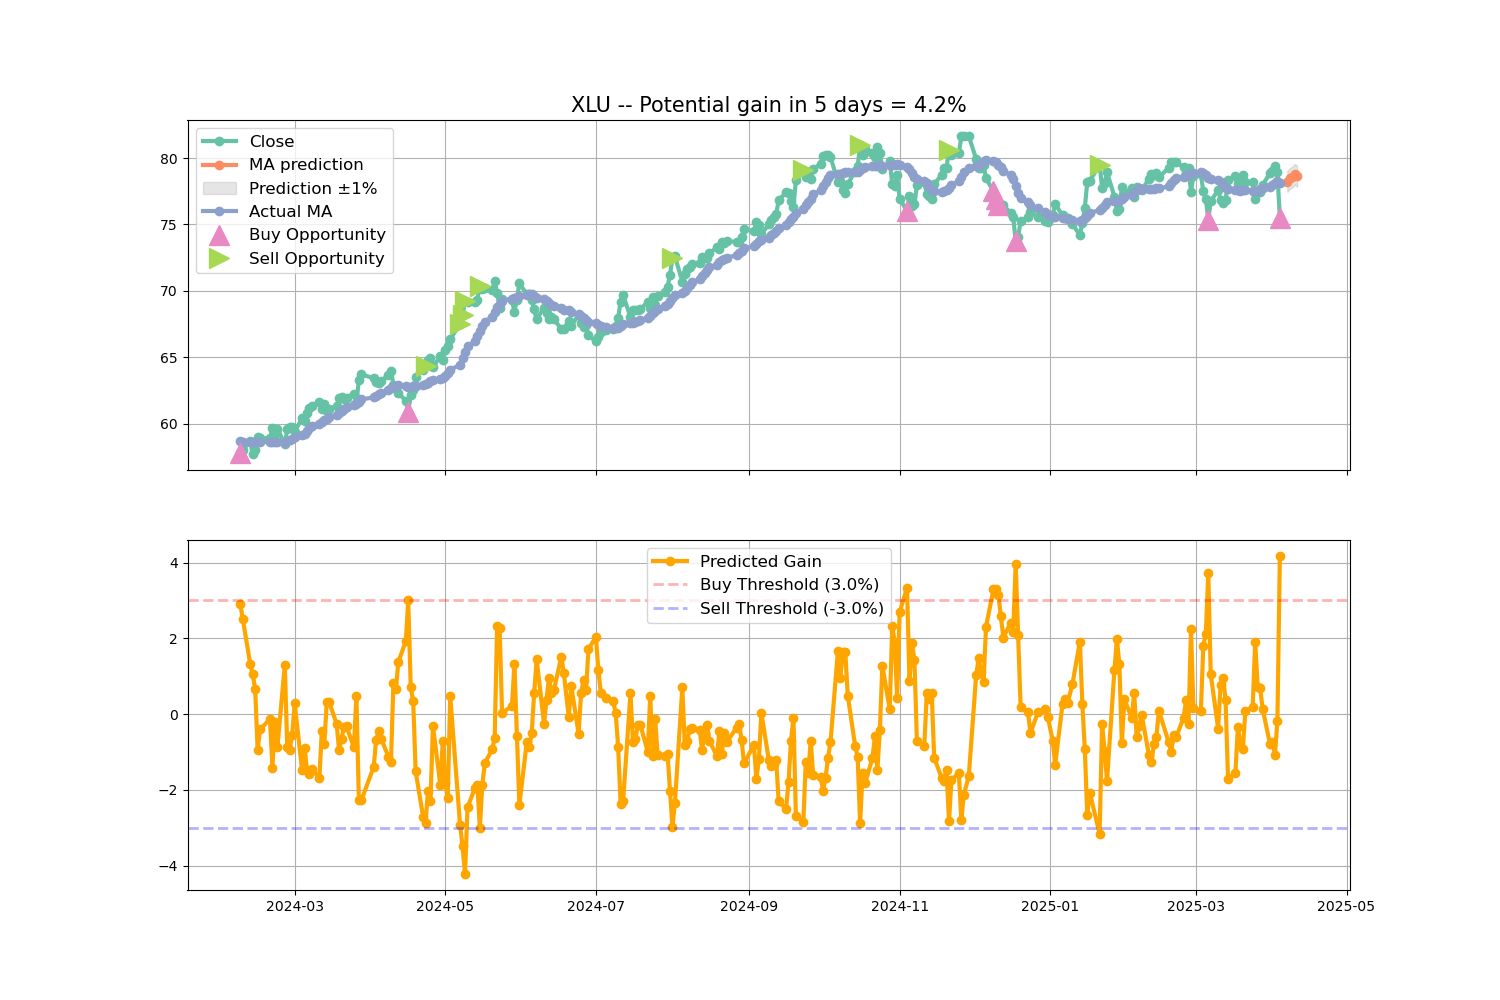 XLU -- Potential gain in 5 days = 4.2%
Close
MA prediction
Prediction ±1%
Actual MA
Buy Opportunity
Sell Opportunity
80
75
70
65
60
Predicted Gain
Buy Threshold (3.0%)
Sell Threshold (-3.0%)
4
2
0
−2
−4
2024-03
2024-05
2024-07
2024-09
2024-11
2025-01
2025-03
2025-05